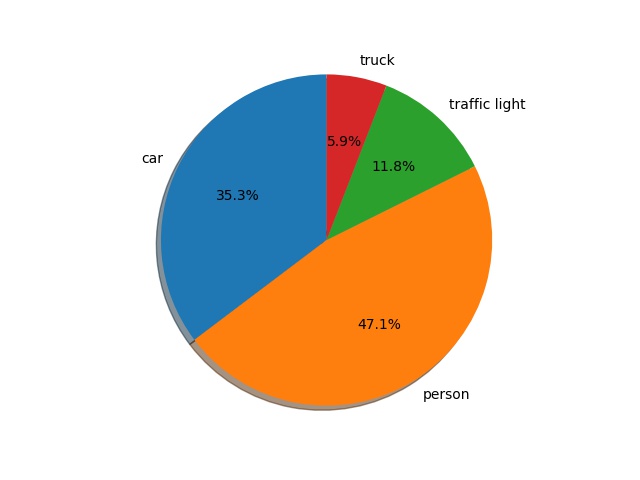 truck
traffic light
car
5.9%
11.8%
35.3%
47.1%
person